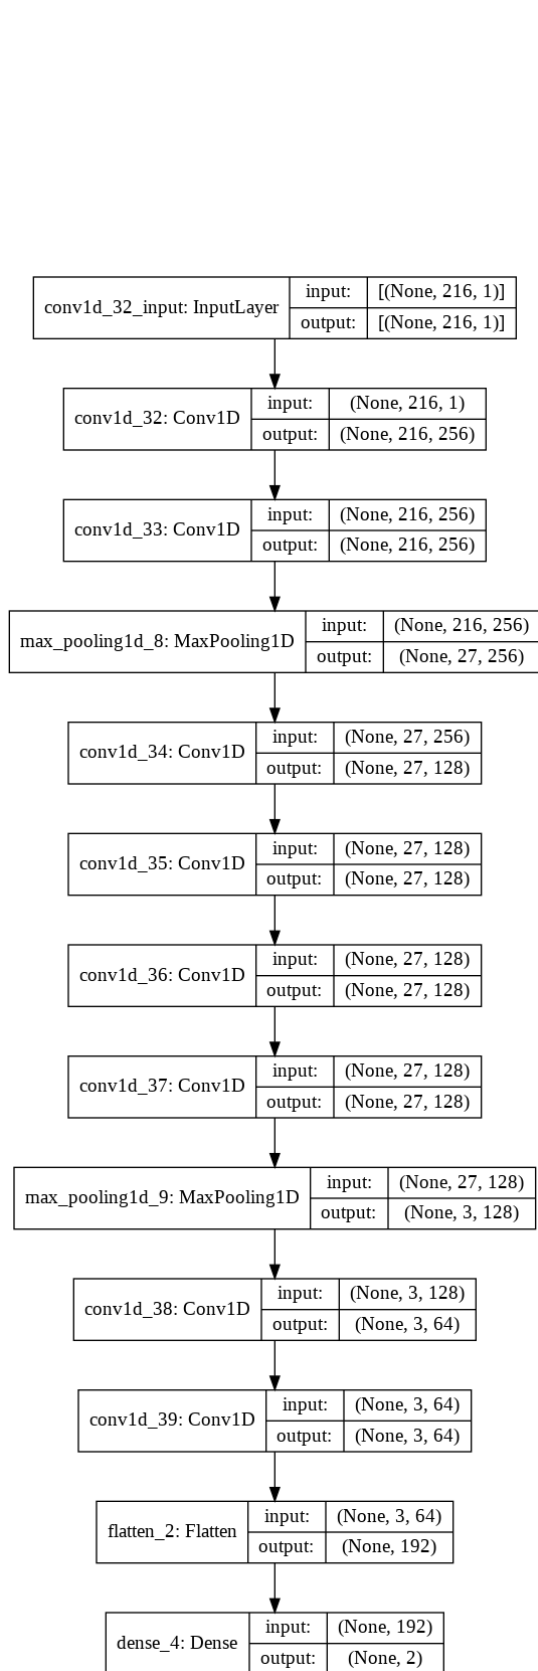 conv1d_32_input: InputLayer
input: [(None, 216, 1)]
output: [(None, 216, 1)]
conv1d_32: Conv1D
input: (None, 216, 1)
output: (None, 216, 256)
conv1d_33: Conv1D
input: (None, 216, 256)
output: (None, 216, 256)
max_pooling1d_8: MaxPooling1D
input: (None, 216, 256)
output: (None, 27, 256)
conv1d_34: Conv1D
input: (None, 27, 256)
output: (None, 27, 128)
conv1d_35: Conv1D
input: (None, 27, 128)
output: (None, 27, 128)
conv1d_36: Conv1D
input: (None, 27, 128)
output: (None, 27, 128)
conv1d_37: Conv1D
input: (None, 27, 128)
output: (None, 27, 128)
max_pooling1d_9: MaxPooling1D
input: (None, 27, 128)
output: (None, 3, 128)
conv1d_38: Conv1D
input: (None, 3, 128)
output: (None, 3, 64)
conv1d_39: Conv1D
input: (None, 3, 64)
output: (None, 3, 64)
flatten_2: Flatten
input: (None, 3, 64)
output: (None, 192)
dense_4: Dense
input: (None, 192)
output: (None, 2)